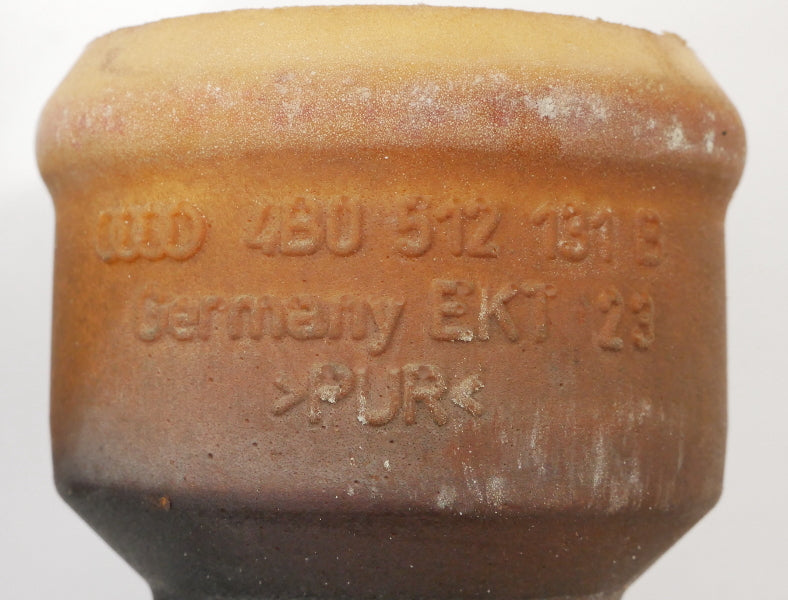 4B0 512 131 B
Germany EKT 23
>PUR<